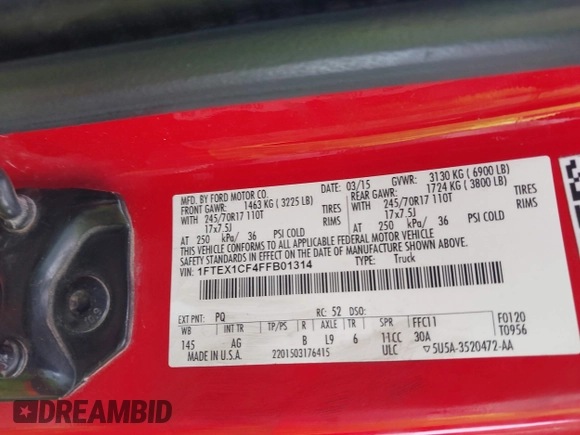 MFD. BY FORD MOTOR CO.
DATE: 03/15 GVWR: 3130 KG ( 6900 LB)
FRONT GAWR: 1463 KG ( 3225 LB) REAR GAWR: 1724 KG ( 3800 LB)
WITH 245/70R17 110T TIRES WITH 245/70R17 110T TIRES
17x7.5J RIMS 17x7.5J RIMS
AT 250 kPa/ 36 PSI COLD AT 250 kPa/ 36 PSI COLD
THIS VEHICLE CONFORMS TO ALL APPLICABLE FEDERAL MOTOR VEHICLE
SAFETY STANDARDS IN EFFECT ON THE DATE OF MANUFACTURE SHOWN ABOVE.
VIN: 1FTEX1CF4FFB01314 TYPE: Truck
EXT PNT: PQ RC: 52 DSO:
WB INT TR TP/PS R AXLE TR SPR FFC11 F0120
145 AG B L9 6 11CC 30A T0956
MADE IN U.S.A. 2201503176415 ULC ▽5U5A-3520472-AA
DREAMBID